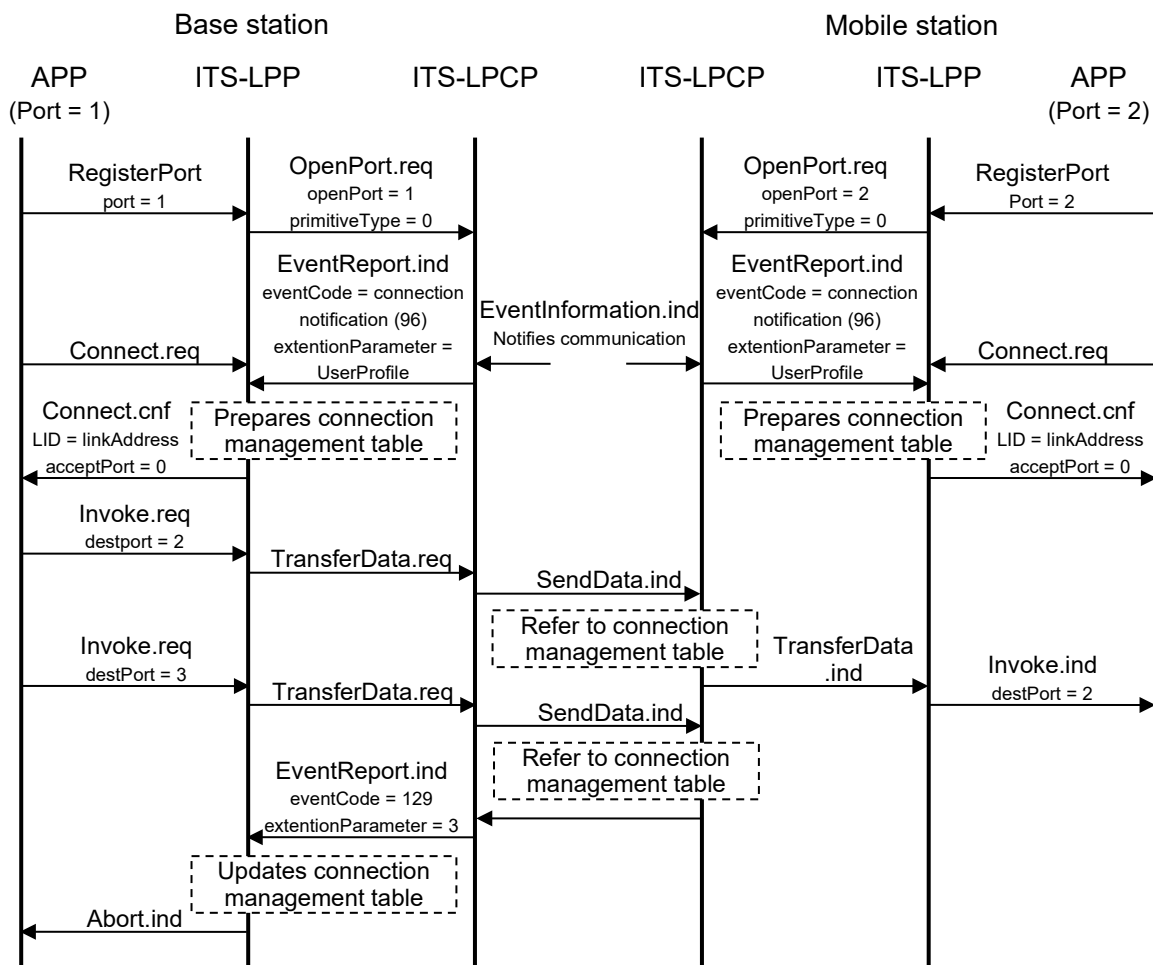 Base station
Mobile station
APP
ITS-LPP
ITS-LPCP
ITS-LPCP
ITS-LPP
APP
(Port = 1)
(Port = 2)
RegisterPort
port = 1
OpenPort.req
openPort = 1
primitiveType = 0
OpenPort.req
openPort = 2
primitiveType = 0
RegisterPort
Port = 2
EventReport.ind
eventCode = connection
notification (96)
extentionParameter =
UserProfile
EventInformation.ind
Notifies communication
EventReport.ind
eventCode = connection
notification (96)
extentionParameter =
UserProfile
Connect.req
Connect.req
Connect.cnf
LID = linkAddress
acceptPort = 0
Prepares connection
management table
Prepares connection
management table
Connect.cnf
LID = linkAddress
acceptPort = 0
Invoke.req
destport = 2
TransferData.req
SendData.ind
Refer to connection
management table
Invoke.req
destPort = 3
TransferData
.ind
Invoke.ind
destPort = 2
TransferData.req
SendData.ind
Refer to connection
management table
EventReport.ind
eventCode = 129
extentionParameter = 3
Updates connection
management table
Abort.ind